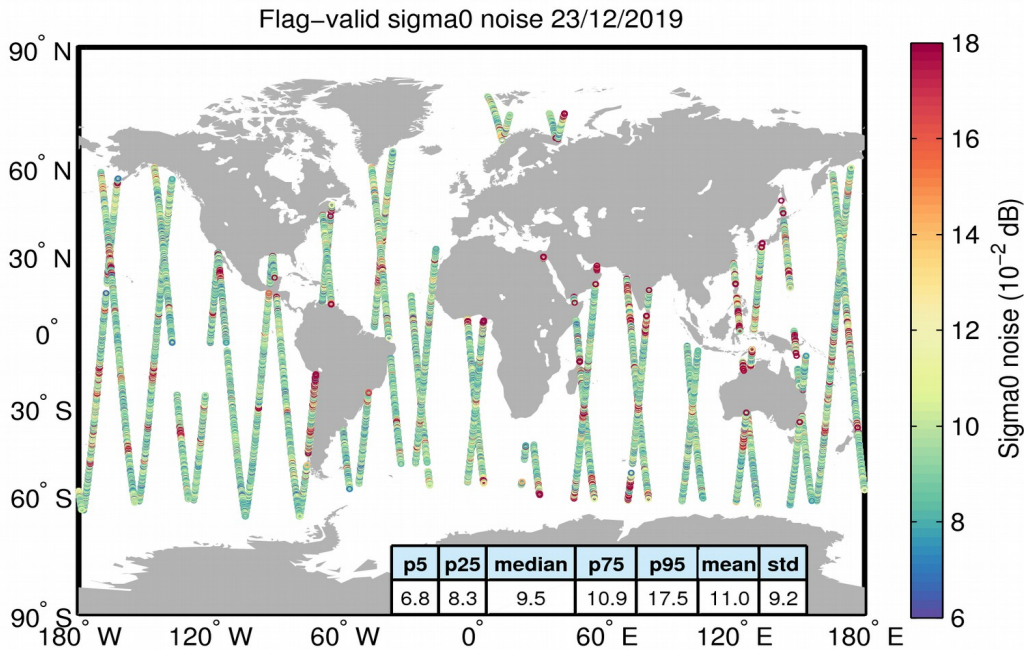 Flag-valid sigma0 noise 23/12/2019
90° N
60° N
30° N
0°
30° S
60° S
90° S
180° W 120° W 60° W 0° 60° E 120° E 180° E
p5 p25 median p75 p95 mean std
6.8 8.3 9.5 10.9 17.5 11.0 9.2
18
16
14
12
10
8
6
Sigma0 noise (10⁻² dB)